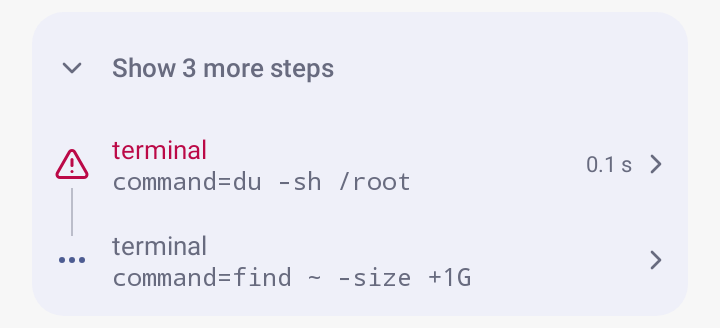 Show 3 more steps
terminal
command=du -sh /root
0.1 s
terminal
command=find ~ -size +1G